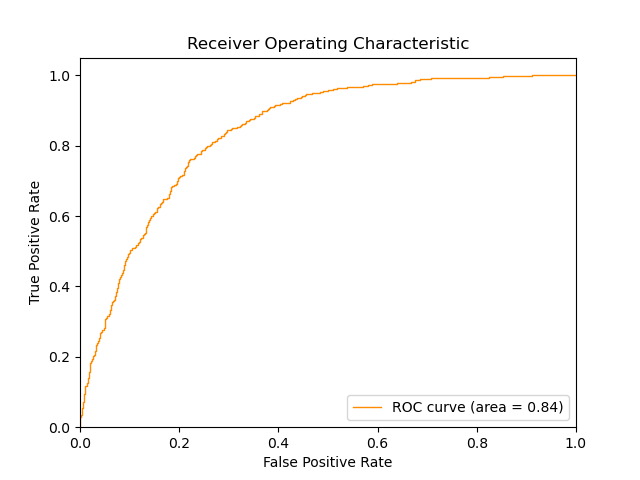 Receiver Operating Characteristic
1.0
0.8
0.6
0.4
0.2
0.0
True Positive Rate
ROC curve (area = 0.84)
0.0 0.2 0.4 0.6 0.8 1.0
False Positive Rate